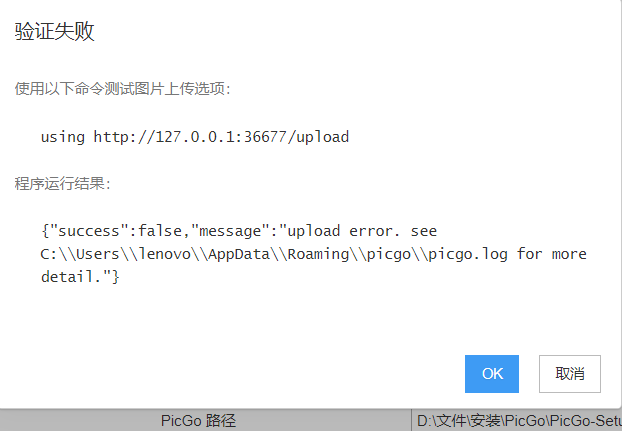 验证失败
使用以下命令测试图片上传选项：
using http://127.0.0.1:36677/upload
程序运行结果：
{"success":false,"message":"upload error. see
C:\\Users\\lenovo\\AppData\\Roaming\\picgo\\picgo.log for more
detail."}
OK 取消
PicGo 路径 D:\文件\安装\PicGo\PicGo-Setu